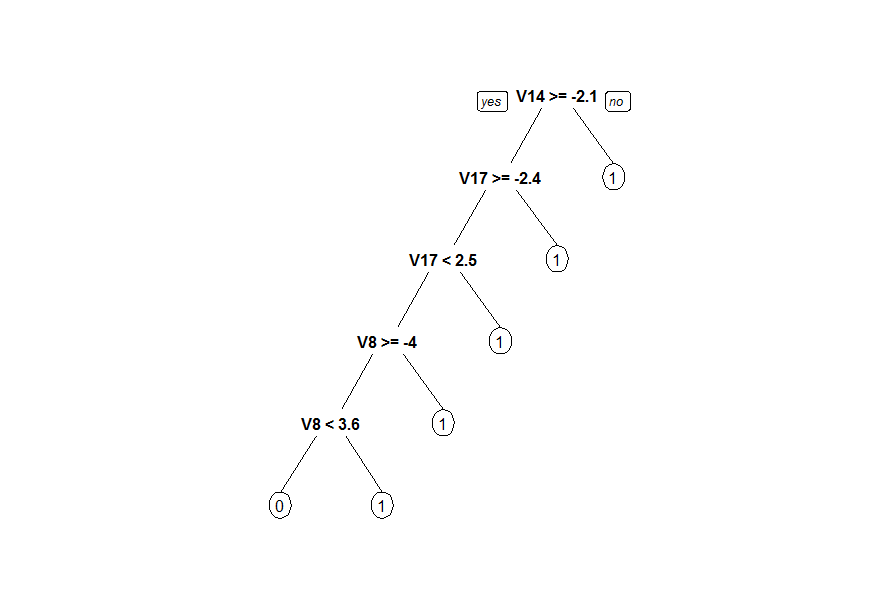 yes V14 >= -2.1 no
V17 >= -2.4 1
V17 < 2.5 1
V8 >= -4 1
V8 < 3.6 1
0 1